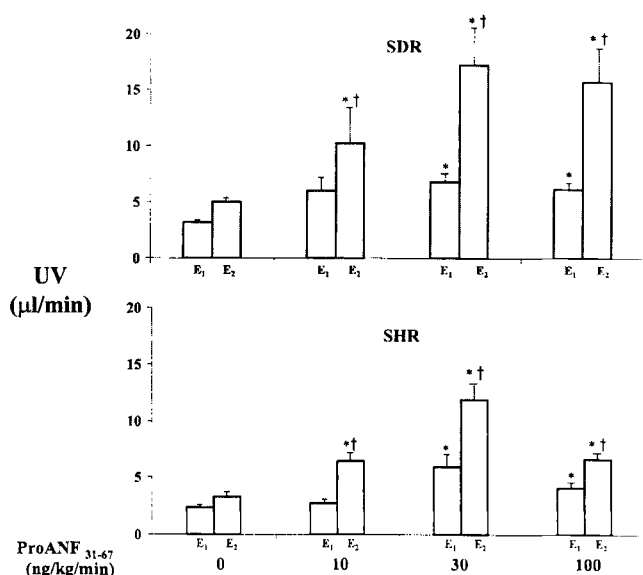 20
* †
SDR
* †
15
* †
10
*
*
5
0
E₁ E₂ E₁ E₂ E₁ E₂ E₁ E₂
UV
(µl/min)
20
SHR
15
* †
10
*†
*
* †
5
*
0
ProANF 31-67
E₁ E₂ E₁ E₂ E₁ E₂ E₁ E₂
(ng/kg/min) 0 10 30 100